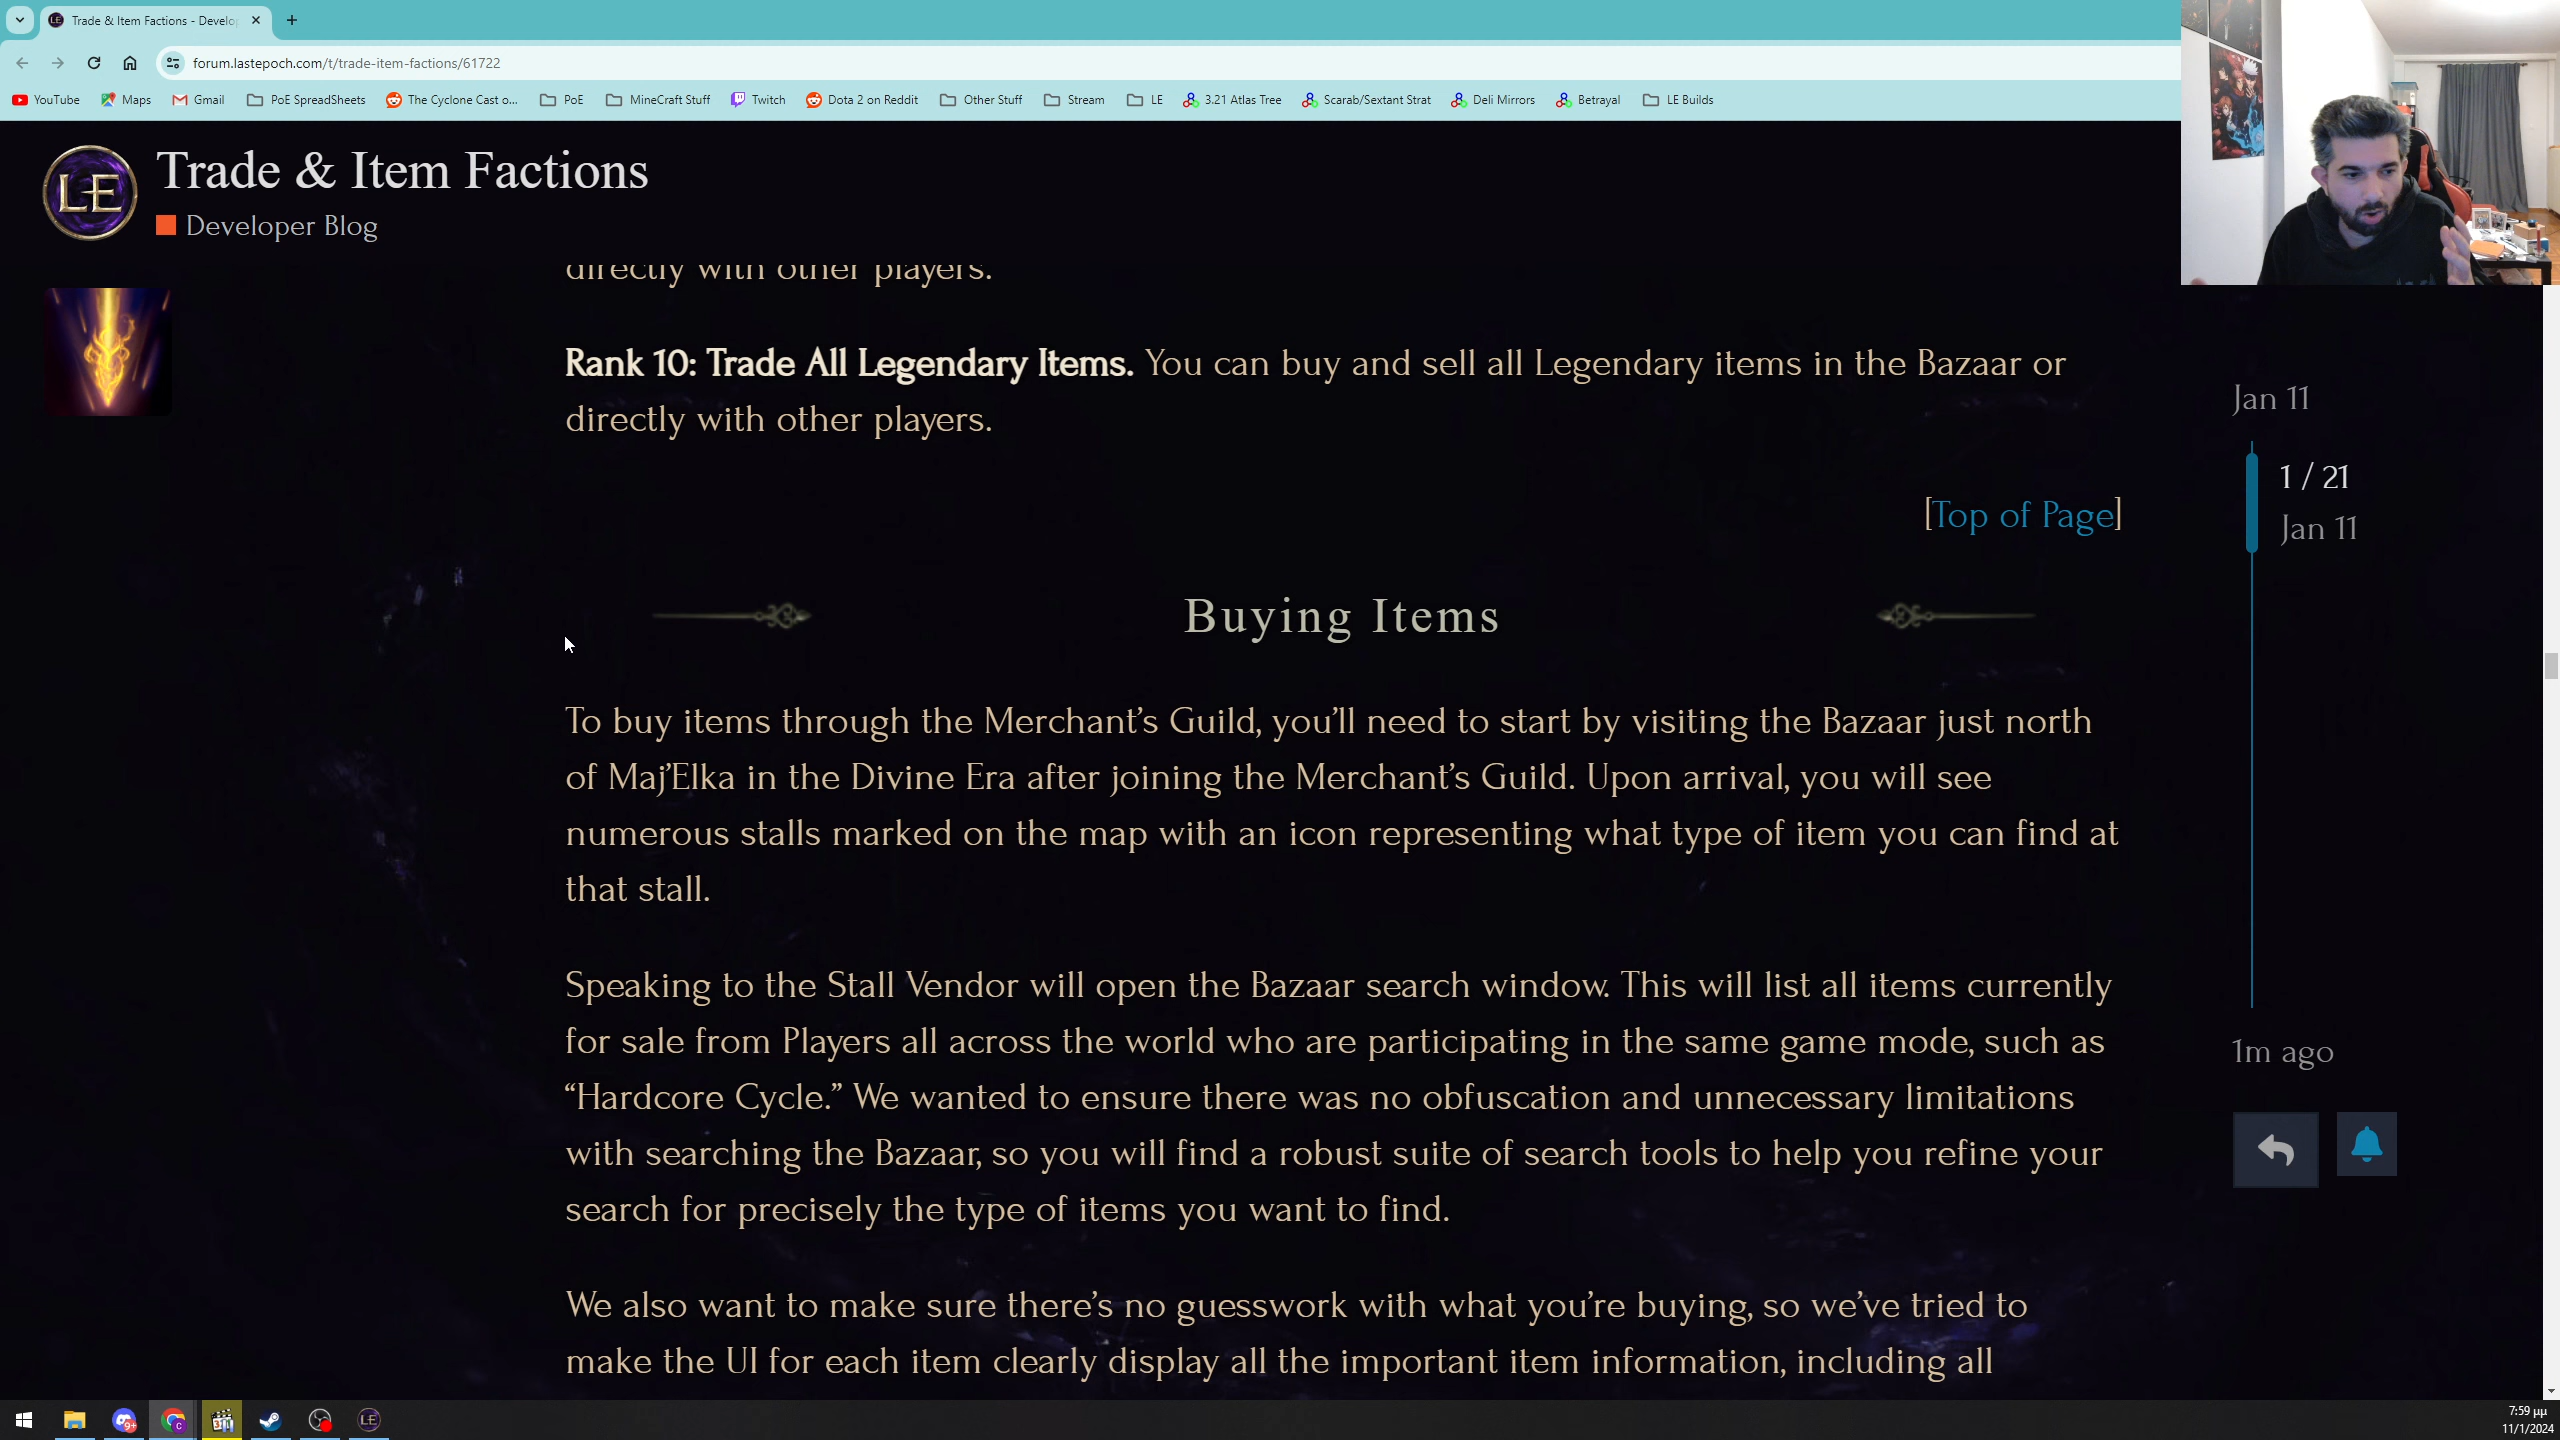 Trade & Item Factions - Develop
forum.lastepoch.com/t/trade-item-factions/61722
YouTube
Maps
Gmail
PoE SpreadSheets
The Cyclone Cast o...
PoE
MineCraft Stuff
Twitch
Dota 2 on Reddit
Other Stuff
Stream
LE
3.21 Atlas Tree
Scarab/Sextant Strat
Deli Mirrors
Betrayal
LE Builds
LE
Trade & Item Factions
Developer Blog
directly with other players.
Rank 10: Trade All Legendary Items. You can buy and sell all Legendary items in the Bazaar or
directly with other players.
[Top of Page]
Jan 11
1 / 21
Jan 11
1m ago
Buying Items
To buy items through the Merchant’s Guild, you’ll need to start by visiting the Bazaar just north
of Maj’Elka in the Divine Era after joining the Merchant’s Guild. Upon arrival, you will see
numerous stalls marked on the map with an icon representing what type of item you can find at
that stall.
Speaking to the Stall Vendor will open the Bazaar search window. This will list all items currently
for sale from Players all across the world who are participating in the same game mode, such as
“Hardcore Cycle.” We wanted to ensure there was no obfuscation and unnecessary limitations
with searching the Bazaar, so you will find a robust suite of search tools to help you refine your
search for precisely the type of items you want to find.
We also want to make sure there’s no guesswork with what you’re buying, so we’ve tried to
make the UI for each item clearly display all the important item information, including all
9+
LE
7:59 μμ
11/1/2024